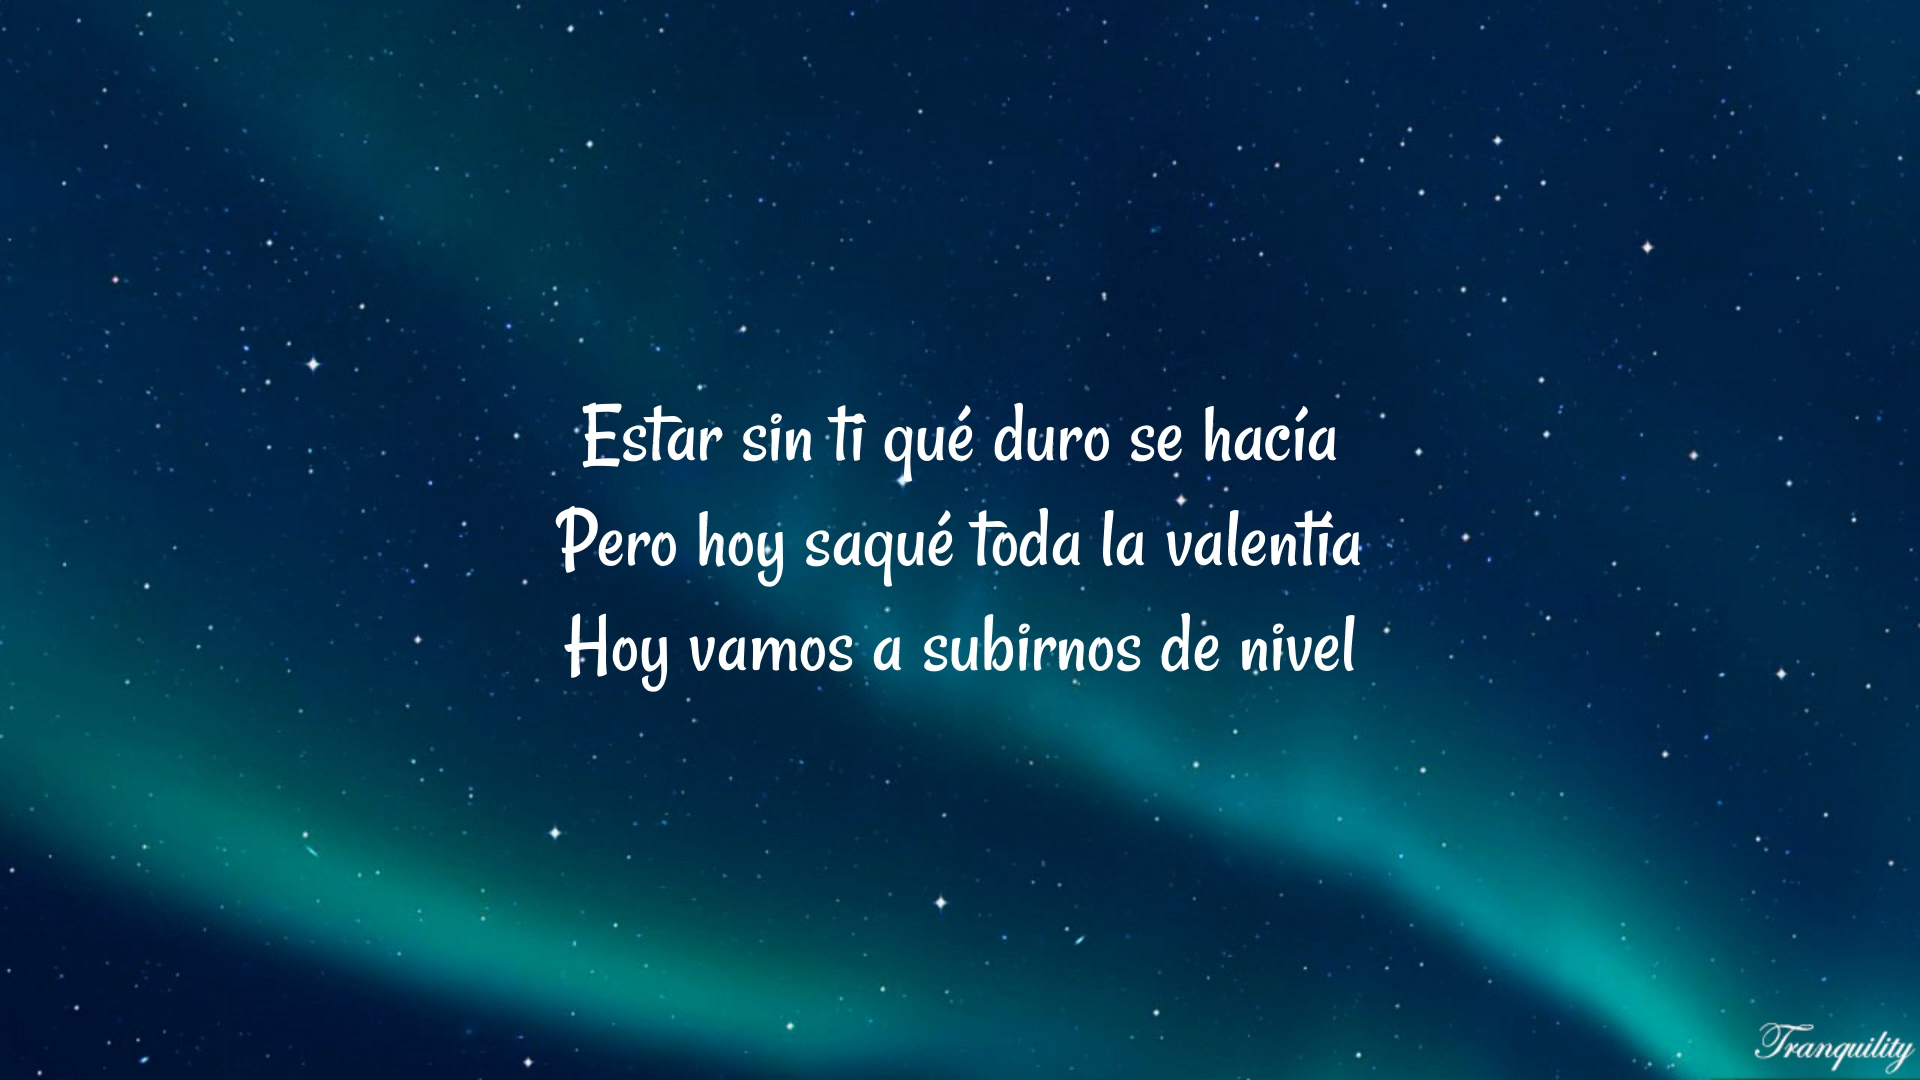 Estar sin ti qué duro se hacía
Pero hoy saqué toda la valentía
Hoy vamos a subirnos de nivel
Tranquility